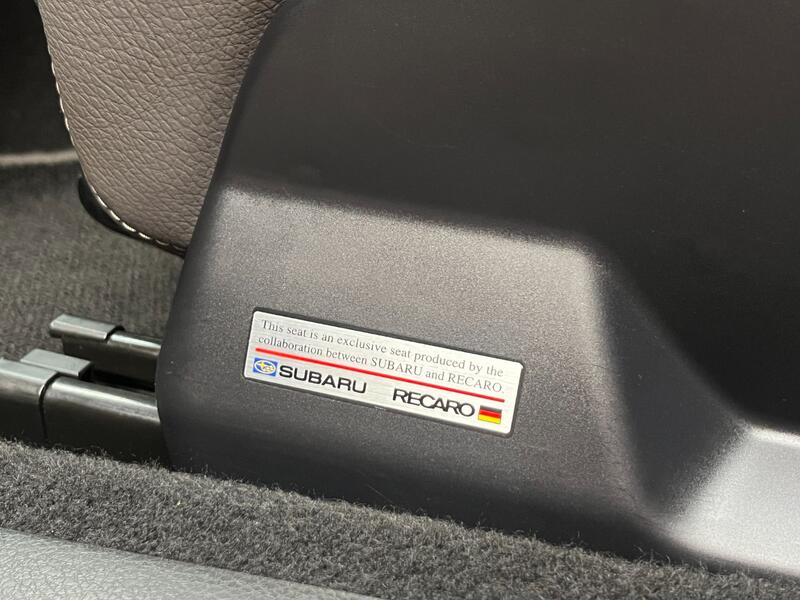 This seat is an exclusive seat produced by the
collaboration between SUBARU and RECARO.
SUBARU RECARO